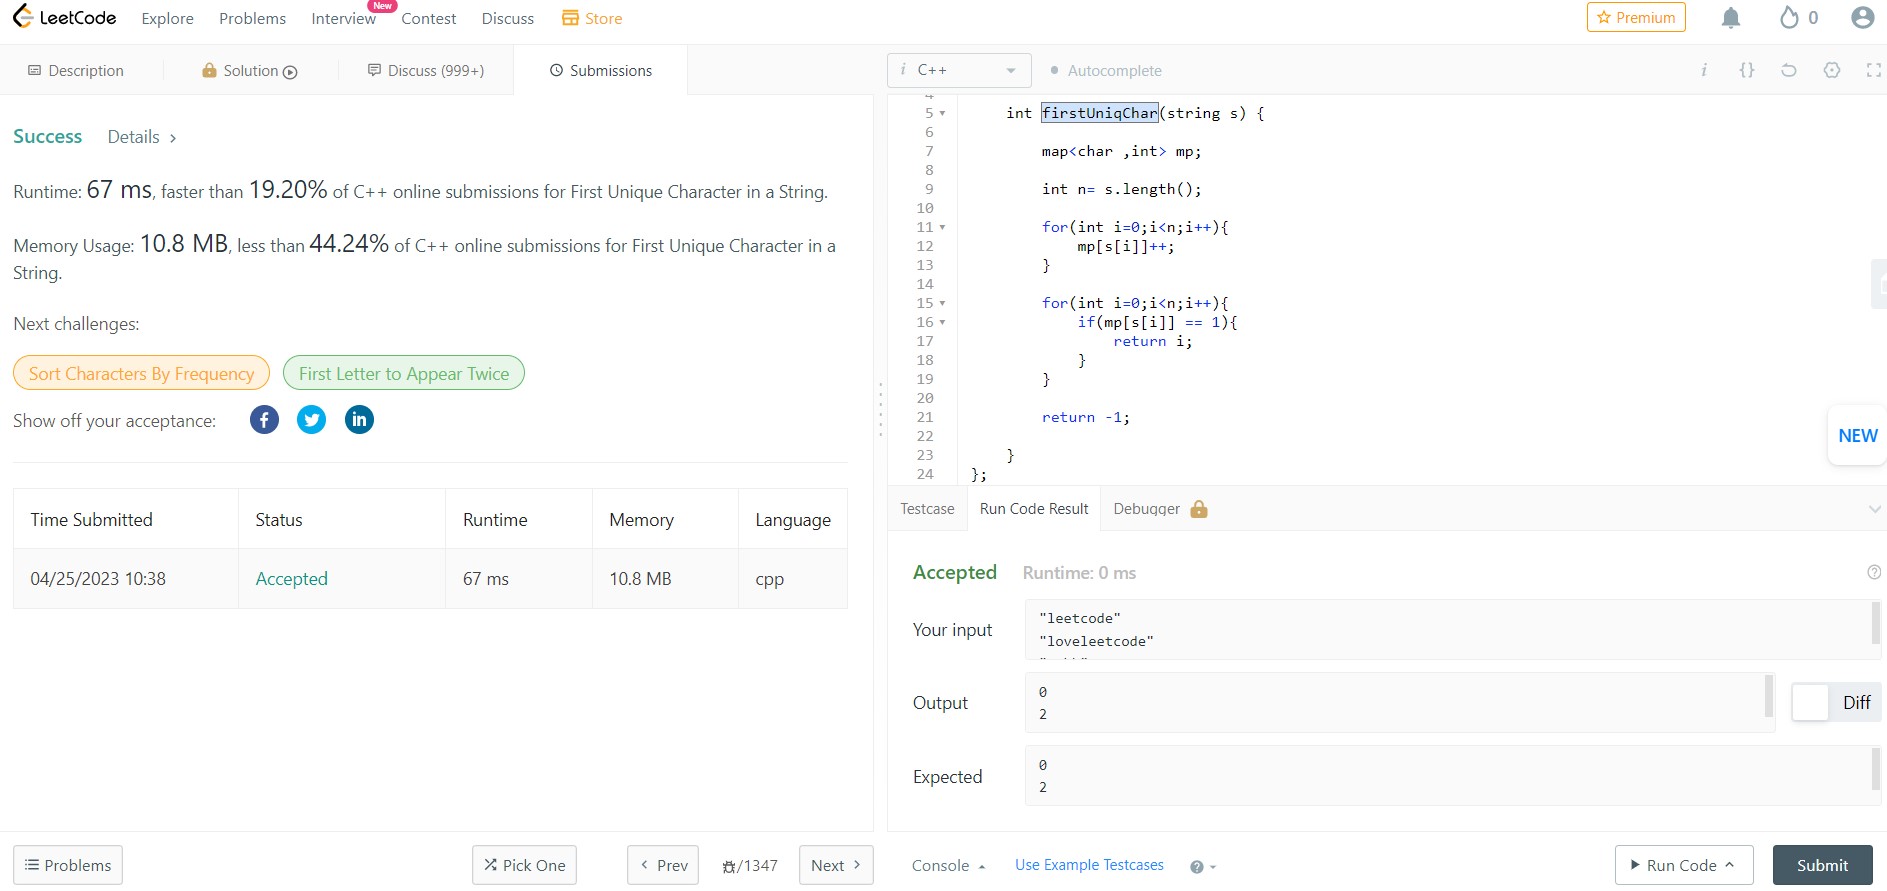 LeetCode Explore Problems Interview New Contest Discuss Store Premium 0
Description Solution Discuss (999+) Submissions
Success Details >
Runtime: 67 ms, faster than 19.20% of C++ online submissions for First Unique Character in a String.
Memory Usage: 10.8 MB, less than 44.24% of C++ online submissions for First Unique Character in a
String.
Next challenges:
Sort Characters By Frequency First Letter to Appear Twice
Show off your acceptance: f in
Time Submitted Status Runtime Memory Language
04/25/2023 10:38 Accepted 67 ms 10.8 MB cpp
Problems Pick One < Prev /1347 Next >
i C++ Autocomplete i {}
5 int firstUniqChar(string s) {
6
7 map<char ,int> mp;
8
9 int n= s.length();
10
11 for(int i=0;i<n;i++){
12 mp[s[i]]++;
13 }
14
15 for(int i=0;i<n;i++){
16 if(mp[s[i]] == 1){
17 return i;
18 }
19 }
20
21 return -1;
22
23 }
24 };
NEW
Testcase Run Code Result Debugger
Accepted Runtime: 0 ms ?
Your input "leetcode"
"loveleetcode"
Output 0
2
Diff
Expected 0
2
Console Use Example Testcases ? Run Code Submit